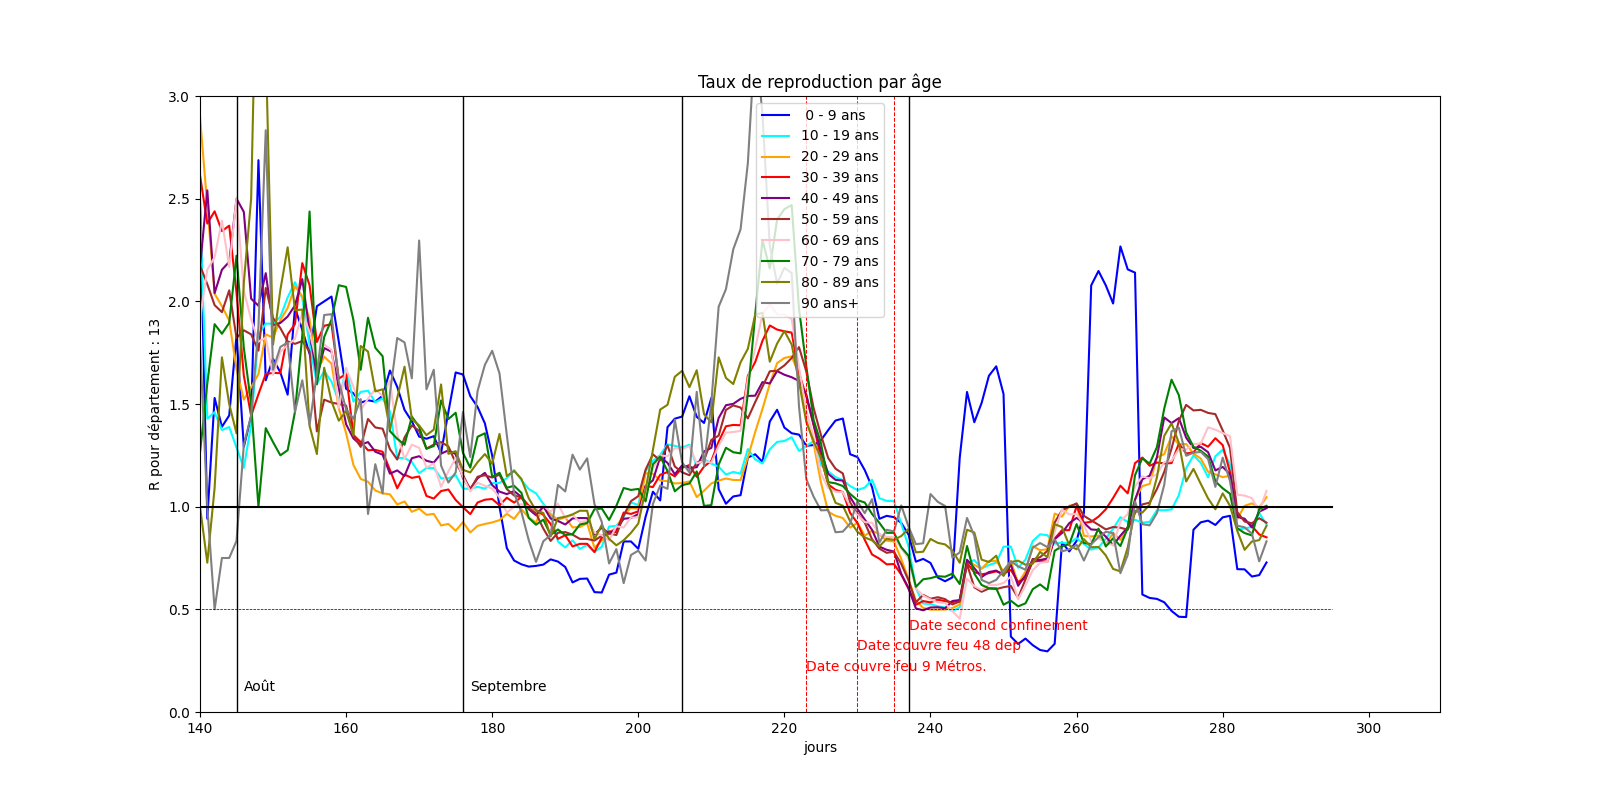 Taux de reproduction par âge
3.0
2.5
2.0
1.5
1.0
0.5
0.0
R pour département : 13
0 - 9 ans
10 - 19 ans
20 - 29 ans
30 - 39 ans
40 - 49 ans
50 - 59 ans
60 - 69 ans
70 - 79 ans
80 - 89 ans
90 ans+
Date second confinement
Date couvre feu 48 dep
Date couvre feu 9 Métros.
Août
Septembre
140 160 180 200 220 240 260 280 300
jours